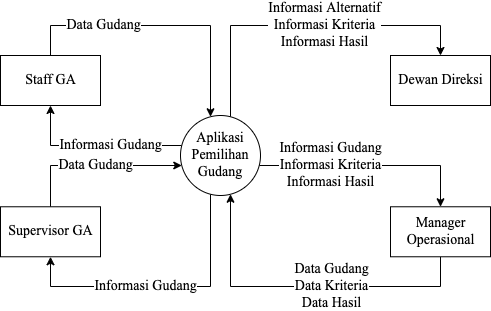 Informasi Alternatif
Informasi Kriteria
Informasi Hasil
Data Gudang
Staff GA
Dewan Direksi
Aplikasi
Pemilihan
Gudang
Informasi Gudang
Data Gudang
Informasi Gudang
Informasi Kriteria
Informasi Hasil
Supervisor GA
Manager
Operasional
Informasi Gudang
Data Gudang
Data Kriteria
Data Hasil